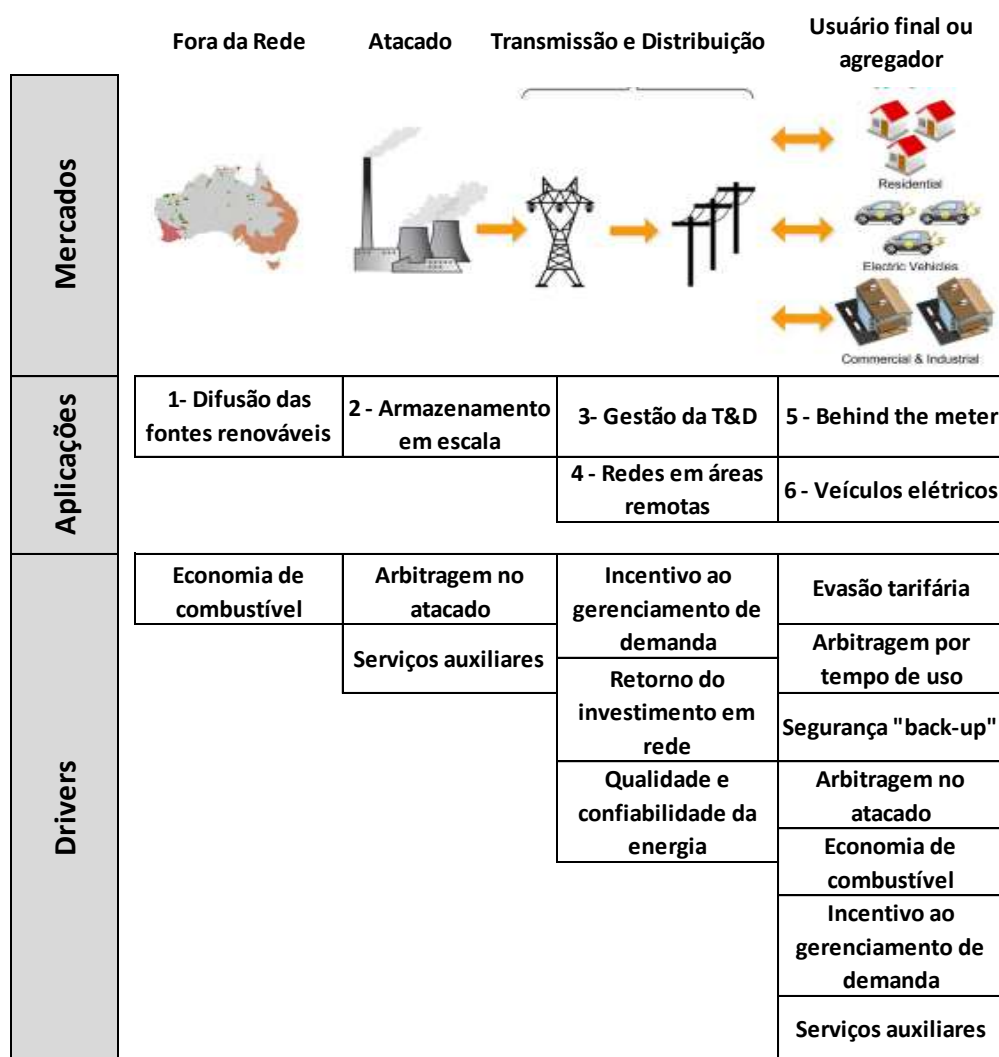 Fora da Rede
Atacado
Transmissão e Distribuição
Usuário final ou
agregador
Mercados
Residential
Electric Vehicles
Commercial & Industrial
Aplicações
1- Difusão das
fontes renováveis
2 - Armazenamento
em escala
3- Gestão da T&D
5 - Behind the meter
4 - Redes em áreas
remotas
6 - Veículos elétricos
Drivers
Economia de
combustível
Arbitragem no
atacado
Serviços auxiliares
Incentivo ao
gerenciamento de
demanda
Retorno do
investimento em
rede
Qualidade e
confiabilidade da
energia
Evasão tarifária
Arbitragem por
tempo de uso
Segurança "back-up"
Arbitragem no
atacado
Economia de
combustível
Incentivo ao
gerenciamento de
demanda
Serviços auxiliares